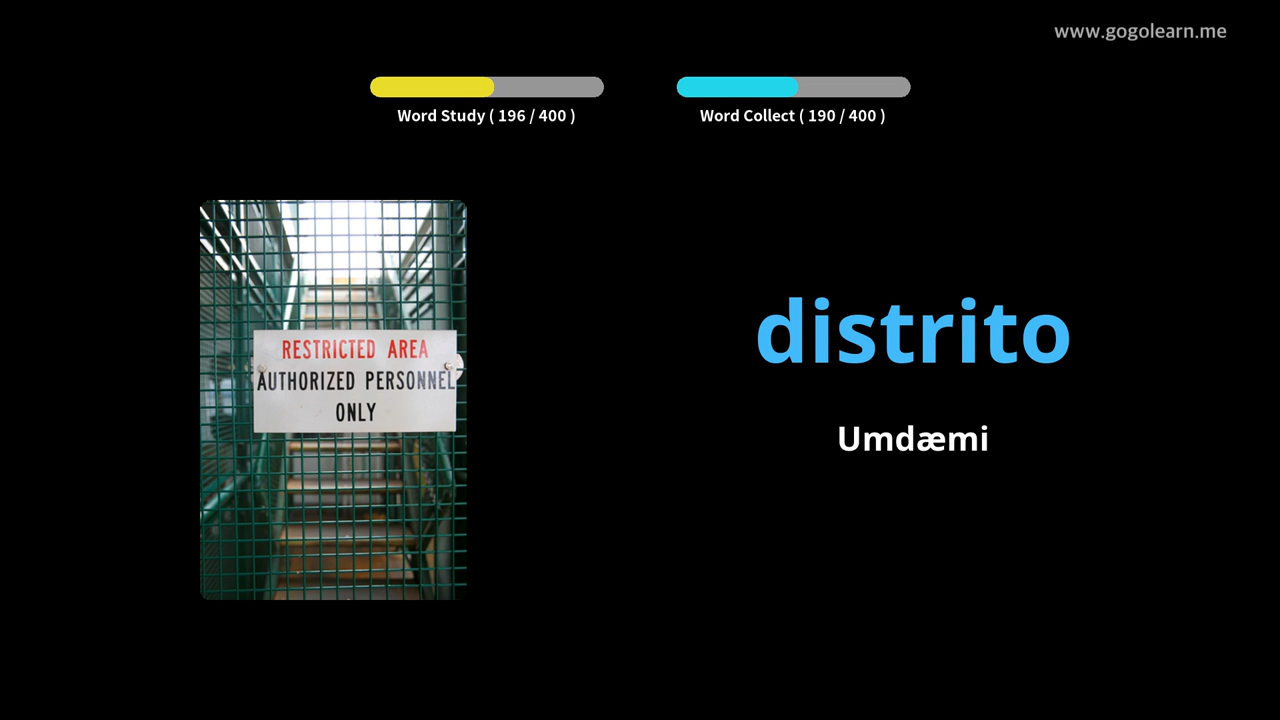 www.gogolearn.me
Word Study ( 196 / 400 )
Word Collect ( 190 / 400 )
RESTRICTED AREA
AUTHORIZED PERSONNEL
ONLY
distrito
Umdæmi